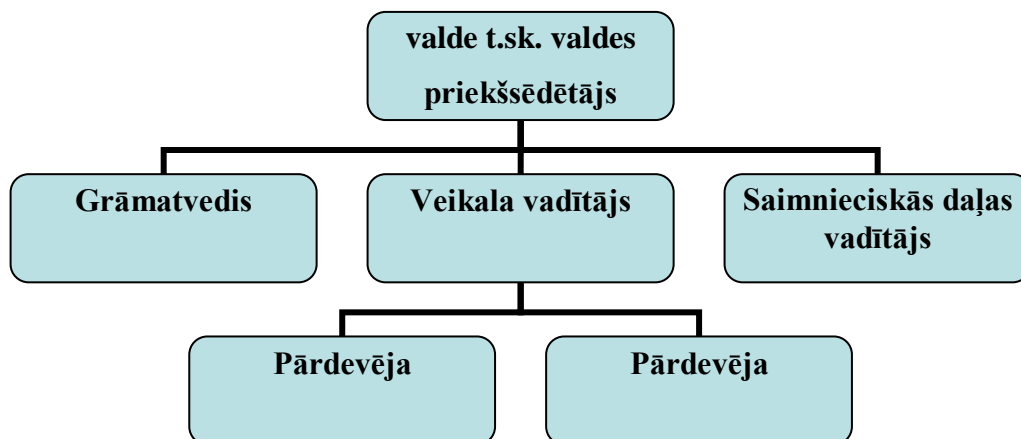 valde t.sk. valdes
priekšsēdētājs
Grāmatvedis
Veikala vadītājs
Saimnieciskās daļas
vadītājs
Pārdevēja
Pārdevēja